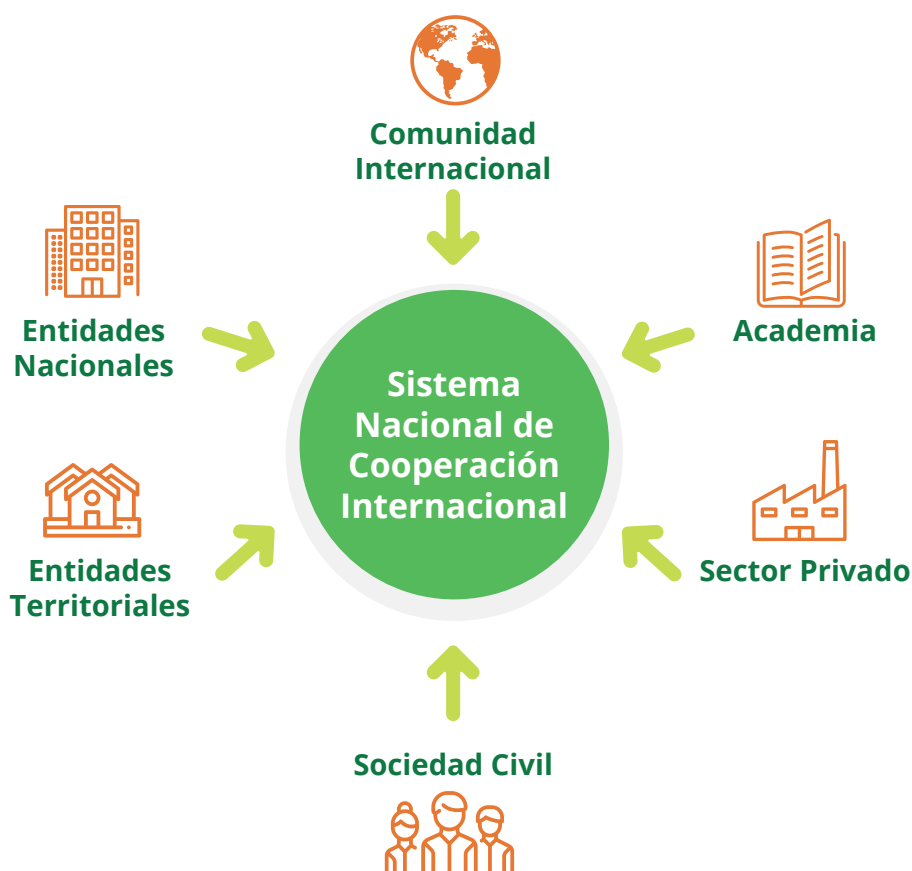 Comunidad
Internacional
Entidades
Nacionales
Academia
Sistema
Nacional de
Cooperación
Internacional
Entidades
Territoriales
Sector Privado
Sociedad Civil